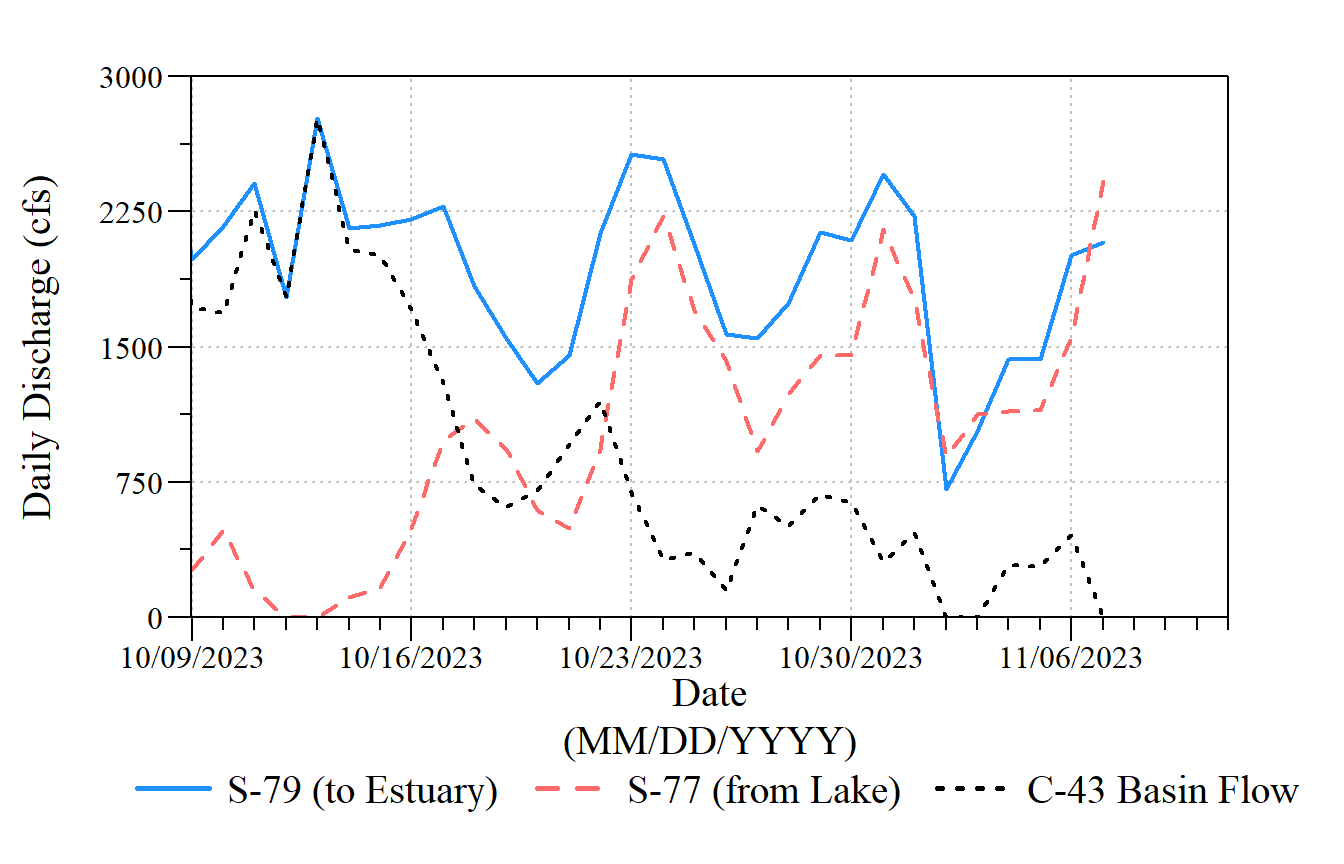 3000
2250
1500
750
0
Daily Discharge (cfs)
10/09/2023 10/16/2023 10/23/2023 10/30/2023 11/06/2023
Date
(MM/DD/YYYY)
S-79 (to Estuary) S-77 (from Lake) C-43 Basin Flow